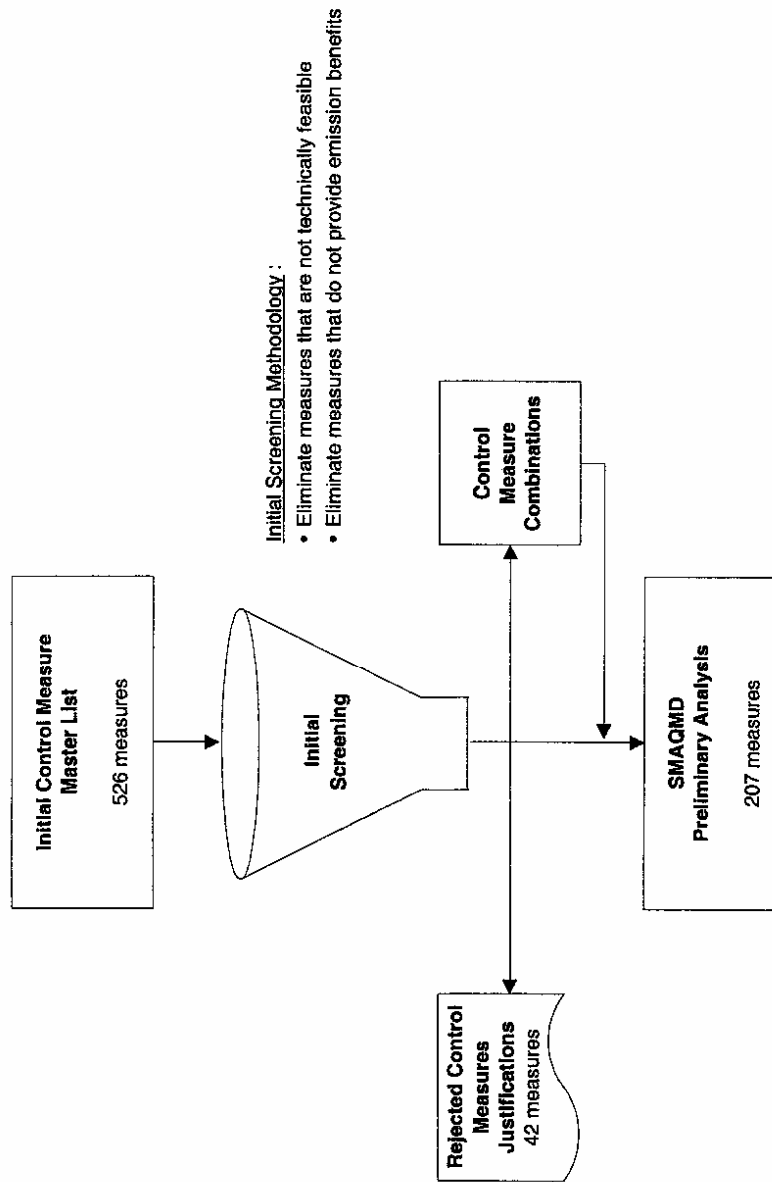 Initial Control Measure
Master List
526 measures
Initial
Screening
Initial Screening Methodology :
• Eliminate measures that are not technically feasible
• Eliminate measures that do not provide emission benefits
Rejected Control
Measures
Justifications
42 measures
Control
Measure
Combinations
SMAQMD
Preliminary Analysis
207 measures